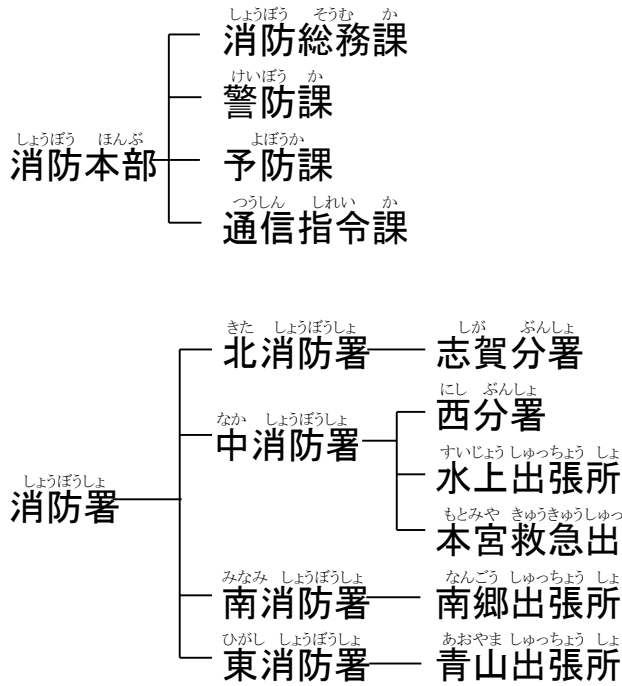 しょうぼう そうむ か
消防総務課
けいぼう か
警防課
しょうぼう ほんぶ
消防本部
よぼうか
予防課
つうしん しれい か
通信指令課
きた しょうぼうしょ
北消防署
しが ぶんしょ
志賀分署
にし ぶんしょ
西分署
なか しょうぼうしょ
中消防署
すいじょう しゅっちょう しょ
水上出張所
しょうぼうしょ
消防署
もとみや きゅうきゅうしゅっ
本宮救急出
みなみ しょうぼうしょ
南消防署
なんごう しゅっちょう しょ
南郷出張所
ひがし しょうぼうしょ
東消防署
あおやま しゅっちょう しょ
青山出張所